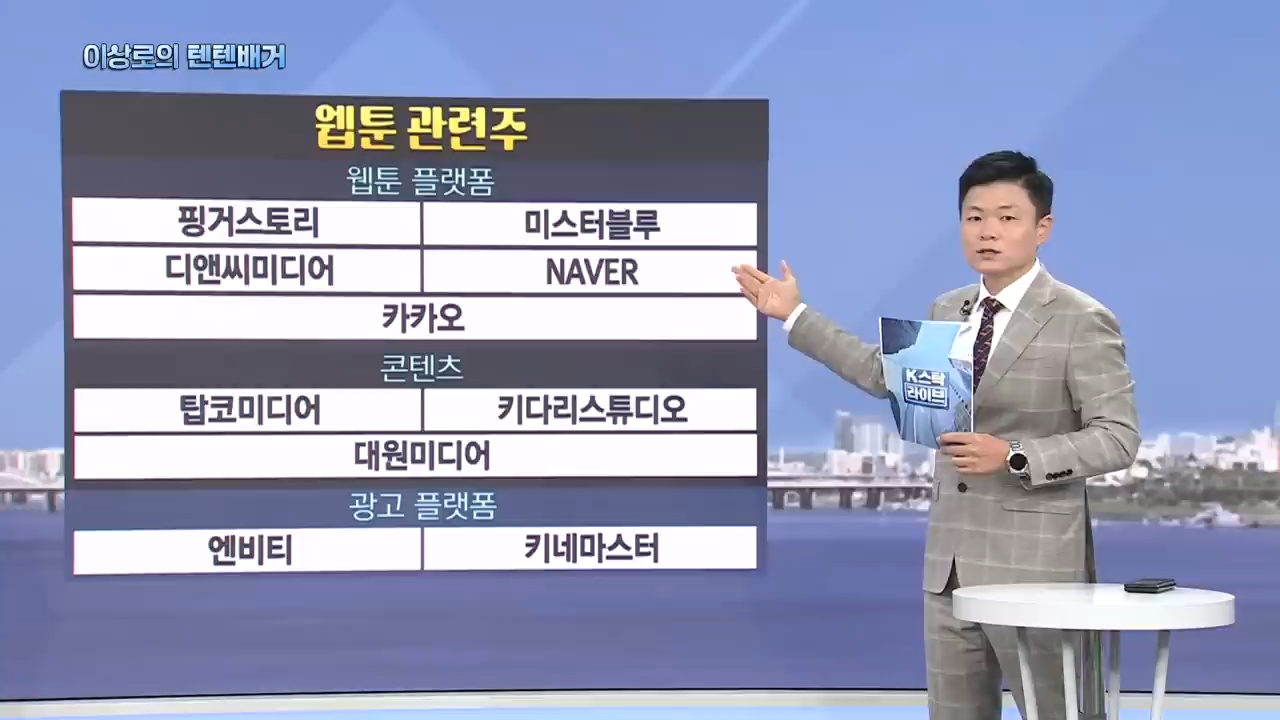 이상로의 텐텐배거
웹툰 관련주
웹툰 플랫폼
핑거스토리 미스터블루
디앤씨미디어 NAVER
카카오
콘텐츠
탑코미디어 키다리스튜디오
대원미디어
광고 플랫폼
엔비티 키네마스터
K스탁
라이브